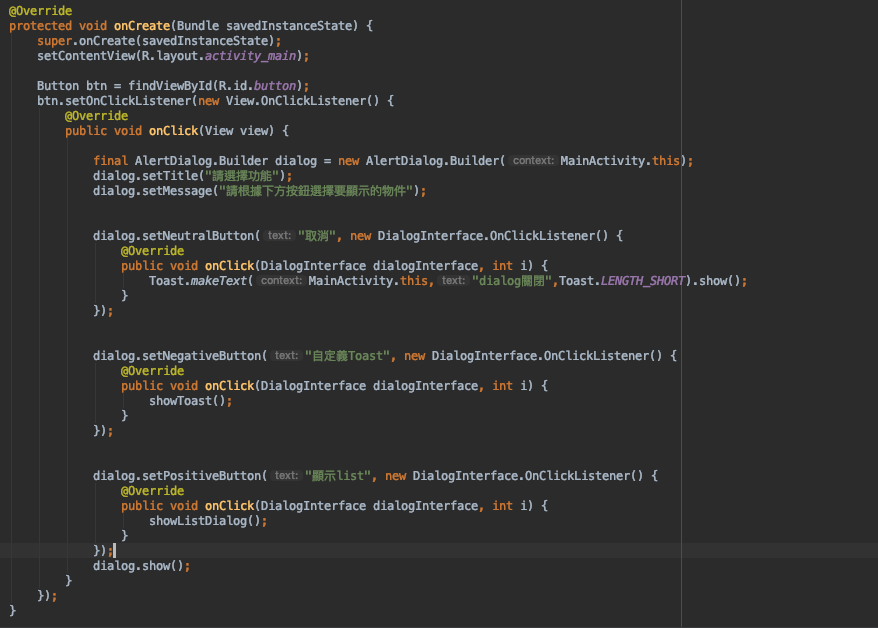 @Override
protected void onCreate(Bundle savedInstanceState) {
super.onCreate(savedInstanceState);
setContentView(R.layout.activity_main);
Button btn = findViewById(R.id.button);
btn.setOnClickListener(new View.OnClickListener() {
@Override
public void onClick(View view) {
final AlertDialog.Builder dialog = new AlertDialog.Builder( context: MainActivity.this);
dialog.setTitle("請選擇功能");
dialog.setMessage("請根據下方按鈕選擇要顯示的物件");
dialog.setNeutralButton( text: "取消", new DialogInterface.OnClickListener() {
@Override
public void onClick(DialogInterface dialogInterface, int i) {
Toast.makeText( context: MainActivity.this, text: "dialog關閉",Toast.LENGTH_SHORT).show();
}
});
dialog.setNegativeButton( text: "自定義Toast", new DialogInterface.OnClickListener() {
@Override
public void onClick(DialogInterface dialogInterface, int i) {
showToast();
}
});
dialog.setPositiveButton( text: "顯示list", new DialogInterface.OnClickListener() {
@Override
public void onClick(DialogInterface dialogInterface, int i) {
showListDialog();
}
});
dialog.show();
}
});
}